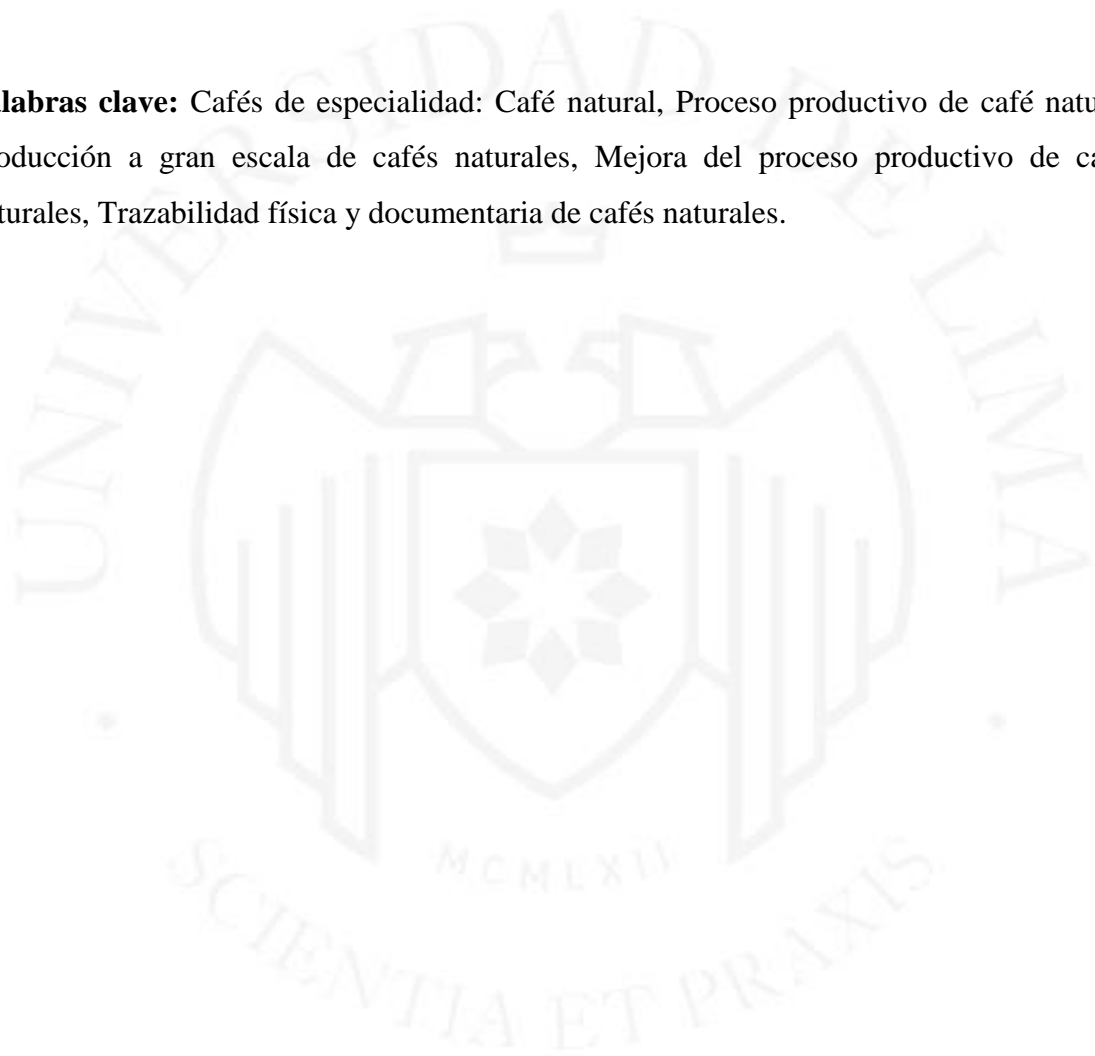 labras clave: Cafés de especialidad: Café natural, Proceso productivo de café natu
oducción a gran escala de cafés naturales, Mejora del proceso productivo de ca
turales, Trazabilidad física y documentaria de cafés naturales.
UNIVERSIDAD DE LIMA
MCMLXII
SCIENTIA ET PRAXIS